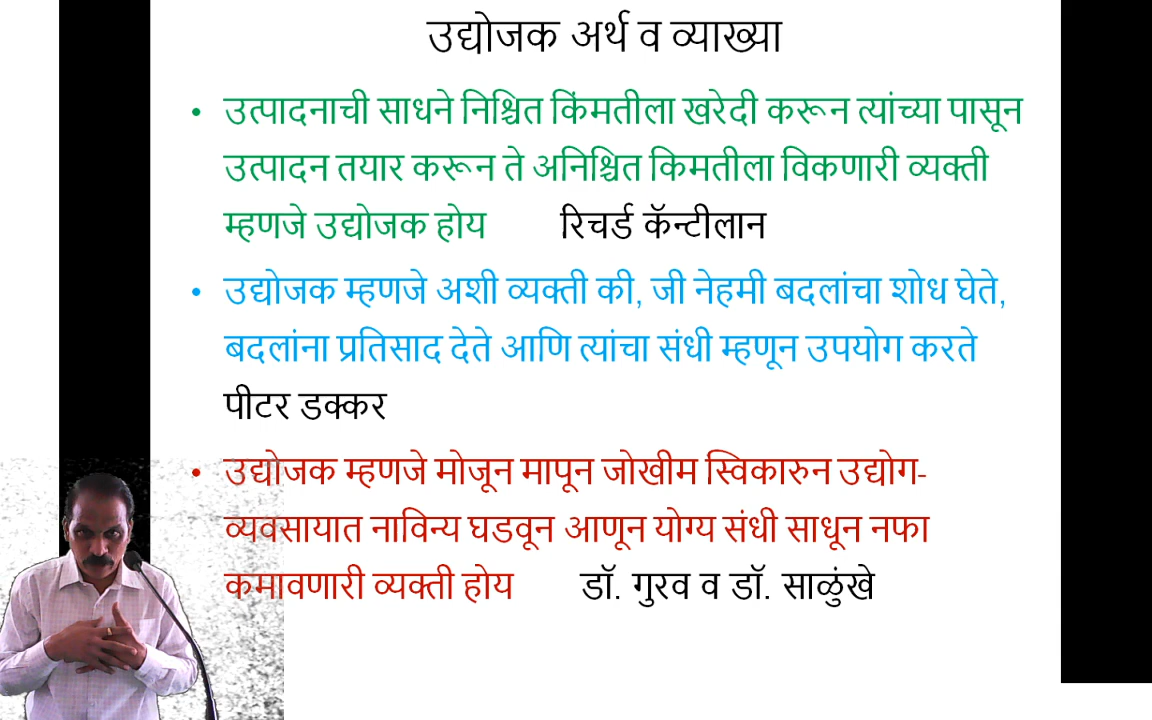 उद्योजक अर्थ व व्याख्या
• उत्पादनाची साधने निश्चित किंमतीला खरेदी करून त्यांच्या पासून
उत्पादन तयार करून ते अनिश्चित किमतीला विकणारी व्यक्ती
म्हणजे उद्योजक होय रिचर्ड कॅन्टीलान
• उद्योजक म्हणजे अशी व्यक्ती की, जी नेहमी बदलांचा शोध घेते,
बदलांना प्रतिसाद देते आणि त्यांचा संधी म्हणून उपयोग करते
पीटर डक्कर
• उद्योजक म्हणजे मोजून मापून जोखीम स्विकारुन उद्योग-
व्यवसायात नाविन्य घडवून आणून योग्य संधी साधून नफा
कमावणारी व्यक्ती होय डॉ. गुरव व डॉ. साळुंखे